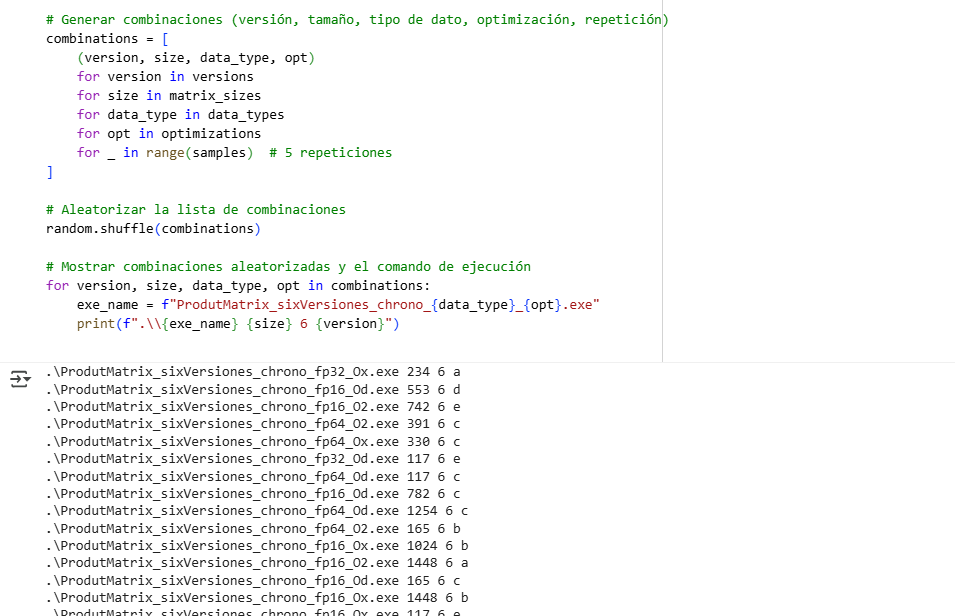 # Generar combinaciones (versión, tamaño, tipo de dato, optimización, repetición)
combinations = [
    (version, size, data_type, opt)
    for version in versions
    for size in matrix_sizes
    for data_type in data_types
    for opt in optimizations
    for _ in range(samples)  # 5 repeticiones
]

# Aleatorizar la lista de combinaciones
random.shuffle(combinations)

# Mostrar combinaciones aleatorizadas y el comando de ejecución
for version, size, data_type, opt in combinations:
    exe_name = f"ProdutMatrix_sixVersiones_chrono_{data_type}_{opt}.exe"
    print(f".\\{exe_name} {size} 6 {version}")

.\ProdutMatrix_sixVersiones_chrono_fp32_Ox.exe 234 6 a
.\ProdutMatrix_sixVersiones_chrono_fp16_Od.exe 553 6 d
.\ProdutMatrix_sixVersiones_chrono_fp16_O2.exe 742 6 e
.\ProdutMatrix_sixVersiones_chrono_fp64_O2.exe 391 6 c
.\ProdutMatrix_sixVersiones_chrono_fp64_Ox.exe 330 6 c
.\ProdutMatrix_sixVersiones_chrono_fp32_Od.exe 117 6 e
.\ProdutMatrix_sixVersiones_chrono_fp64_Od.exe 117 6 c
.\ProdutMatrix_sixVersiones_chrono_fp16_Od.exe 782 6 c
.\ProdutMatrix_sixVersiones_chrono_fp64_Od.exe 1254 6 c
.\ProdutMatrix_sixVersiones_chrono_fp64_O2.exe 165 6 b
.\ProdutMatrix_sixVersiones_chrono_fp16_Ox.exe 1024 6 b
.\ProdutMatrix_sixVersiones_chrono_fp16_O2.exe 1448 6 a
.\ProdutMatrix_sixVersiones_chrono_fp16_Od.exe 165 6 c
.\ProdutMatrix_sixVersiones_chrono_fp16_Ox.exe 1448 6 b
.\ProdutMatrix_sixVersiones_chrono_fp16_Ox.exe 117 6 e